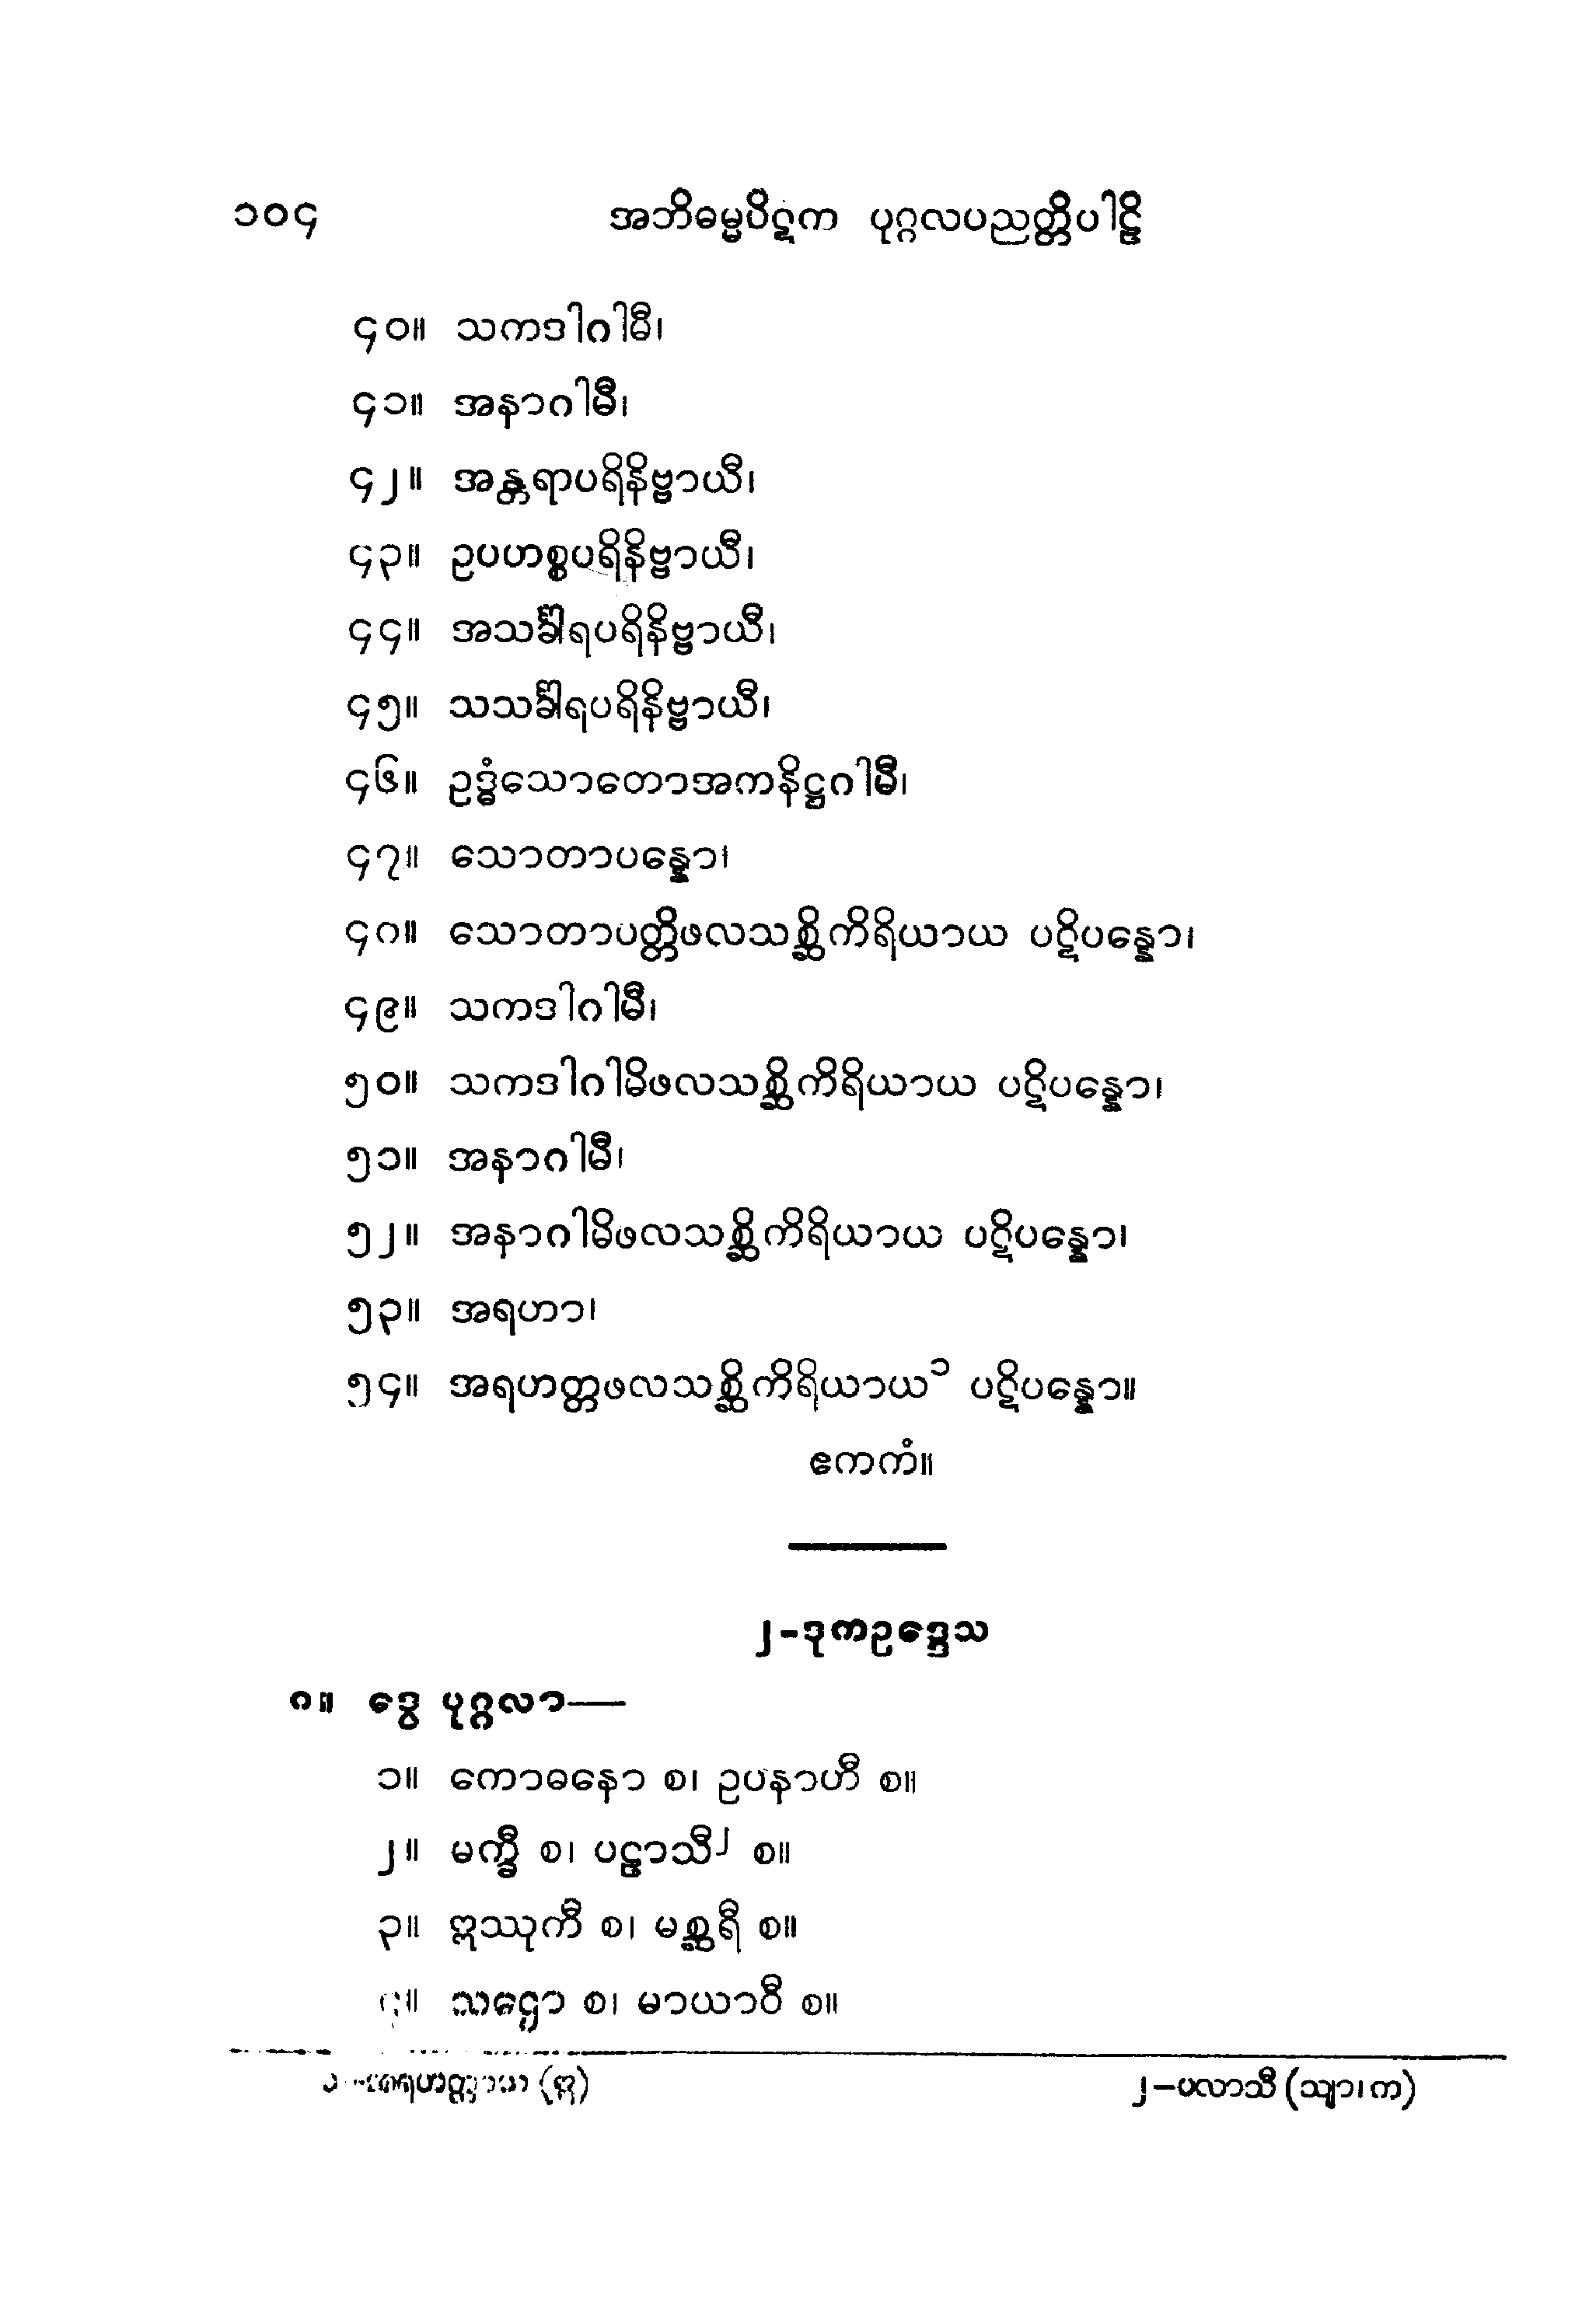 ၁၀၄ အဘိဓမ္မပိဋက ပုဂ္ဂလပညတ္တိပါဠိ
၄၀။ သကဒါဂါမီ၊
၄၁။ အနာဂါမီ၊
၄၂။ အန္တရာပရိနိဗ္ဗာယီ၊
၄၃။ ဥပဟစ္စပရိနိဗ္ဗာယီ၊
၄၄။ အသင်္ခါရပရိနိဗ္ဗာယီ၊
၄၅။ သသင်္ခါရပရိနိဗ္ဗာယီ၊
၄၆။ ဥဒ္ဓံသောတောအကနိဋ္ဌဂါမီ၊
၄၇။ သောတာပန္နော၊
၄၈။ သောတာပတ္တိဖလသစ္ဆိကိရိယာယ ပဋိပန္နော၊
၄၉။ သကဒါဂါမီ၊
၅၀။ သကဒါဂါမိဖလသစ္ဆိကိရိယာယ ပဋိပန္နော၊
၅၁။ အနာဂါမီ၊
၅၂။ အနာဂါမိဖလသစ္ဆိကိရိယာယ ပဋိပန္နော၊
၅၃။ အရဟာ၊
၅၄။ အရဟတ္တဖလသစ္ဆိကိရိယာယ၁ ပဋိပန္နော။
ဧကကံ။
၂-ဒုကဥဒ္ဒေသ
၈။ ဒွေ ပုဂ္ဂလာ—
၁။ ကောဓနော စ၊ ဥပနာဟီ စ။
၂။ မက္ခီ စ၊ ပဠာသီ၂ စ။
၃။ ဣဿုကီ စ၊ မစ္ဆရီ စ။
၄။ သဌော စ၊ မာယာဝီ စ။
၁-အရဟတ္တာယ (ဣ) ၂-ပလာသီ (သျာ၊ က)